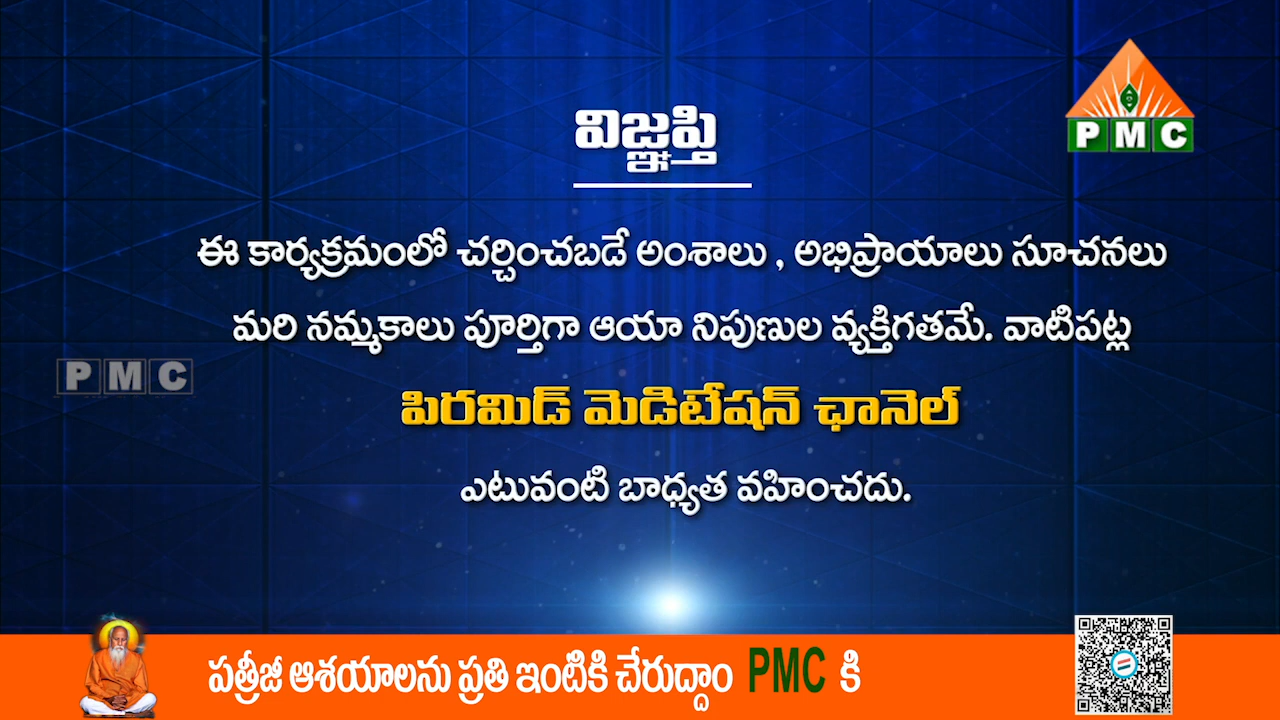 PMC
విజ్ఞప్తి
ఈ కార్యక్రమంలో చర్చించబడే అంశాలు , అభిప్రాయాలు సూచనలు
మరి నమ్మకాలు పూర్తిగా ఆయా నిపుణుల వ్యక్తిగతమే. వాటిపట్ల
PMC
పిరమిడ్ మెడిటేషన్ ఛానెల్
ఎటువంటి బాధ్యత వహించదు.
పత్రీజీ ఆశయాలను ప్రతి ఇంటికి చేరుద్దాం PMC కి